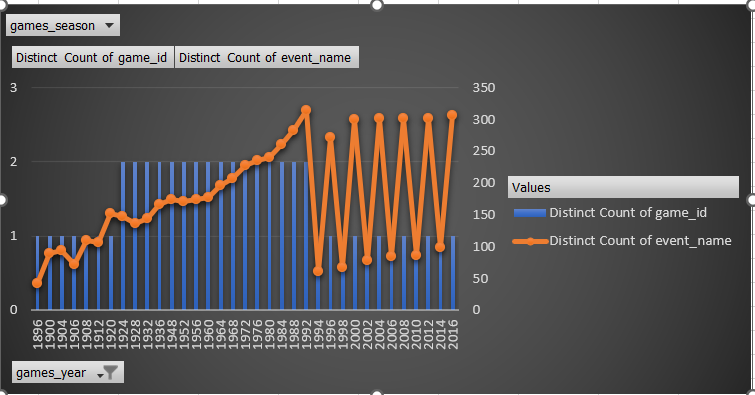 games_season
Distinct Count of game_id Distinct Count of event_name
3 350
300
250
2 200
150
1 100
50
0 0
Values
Distinct Count of game_id
Distinct Count of event_name
1896 1900 1904 1906 1908 1912 1920 1924 1928 1932 1936 1948 1952 1956 1960 1964 1968 1972 1976 1980 1984 1988 1992 1994 1996 1998 2000 2002 2004 2006 2008 2010 2012 2014 2016
games_year